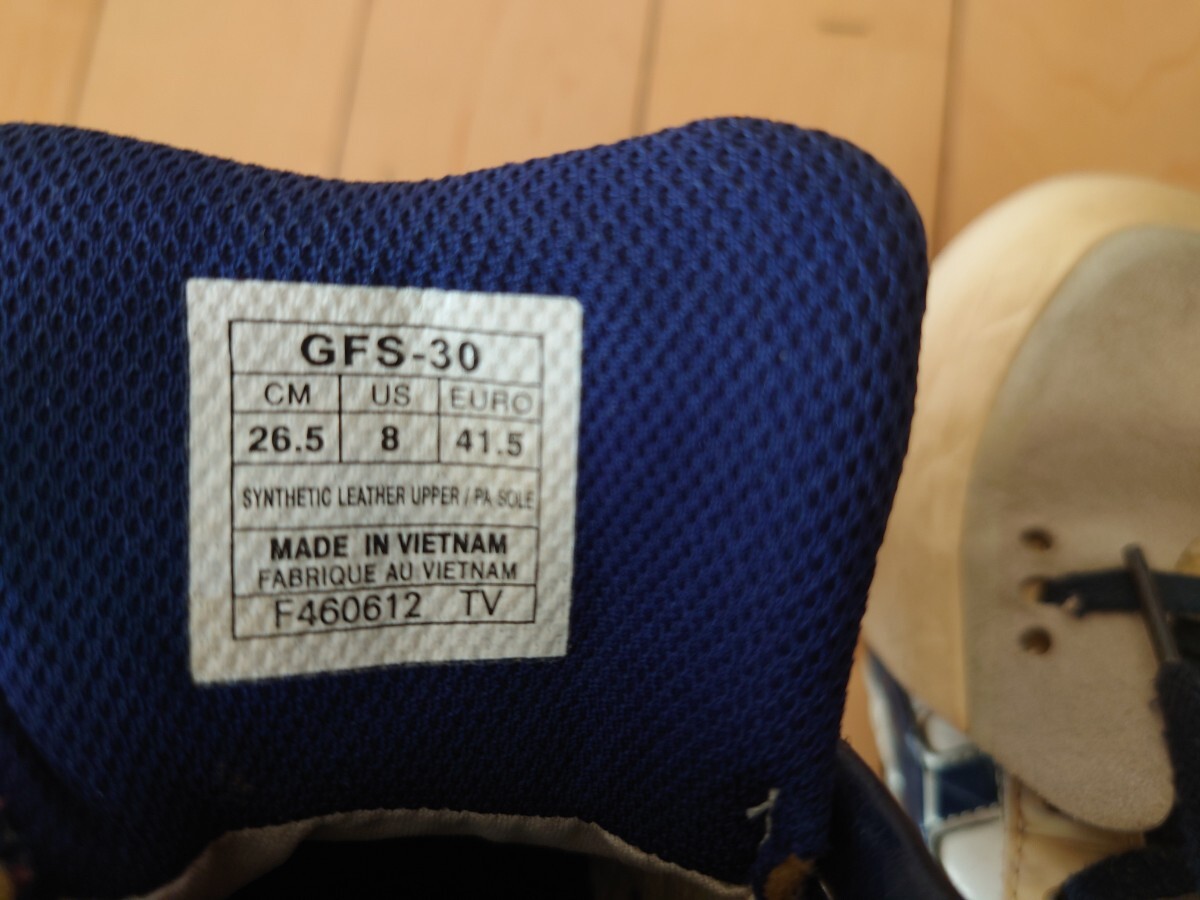 GFS-30
CM US EURO
26.5 8 41.5
SYNTHETIC LEATHER UPPER / PA SOLE
MADE IN VIETNAM
FABRIQUE AU VIETNAM
F460612 TV